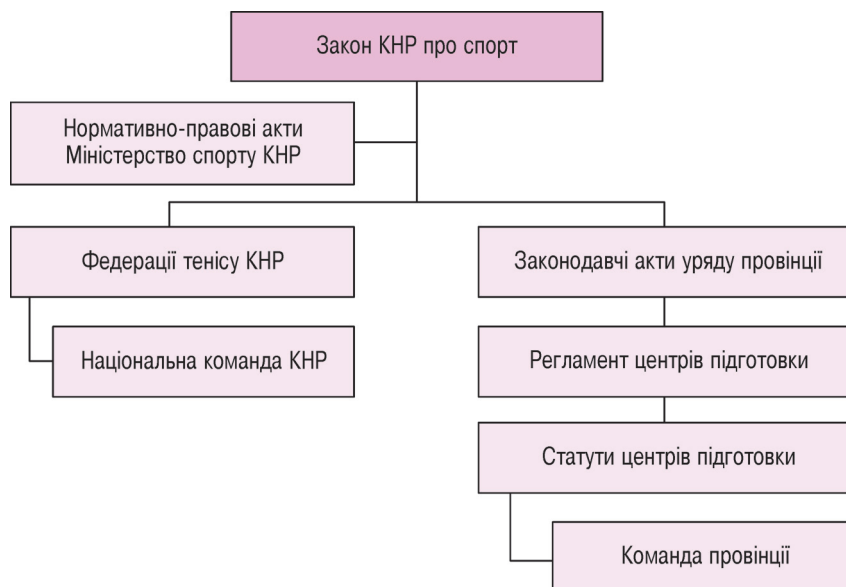 Закон КНР про спорт
Нормативно-правові акти
Міністерство спорту КНР
Федерації тенісу КНР
Законодавчі акти уряду провінції
Національна команда КНР
Регламент центрів підготовки
Статути центрів підготовки
Команда провінції